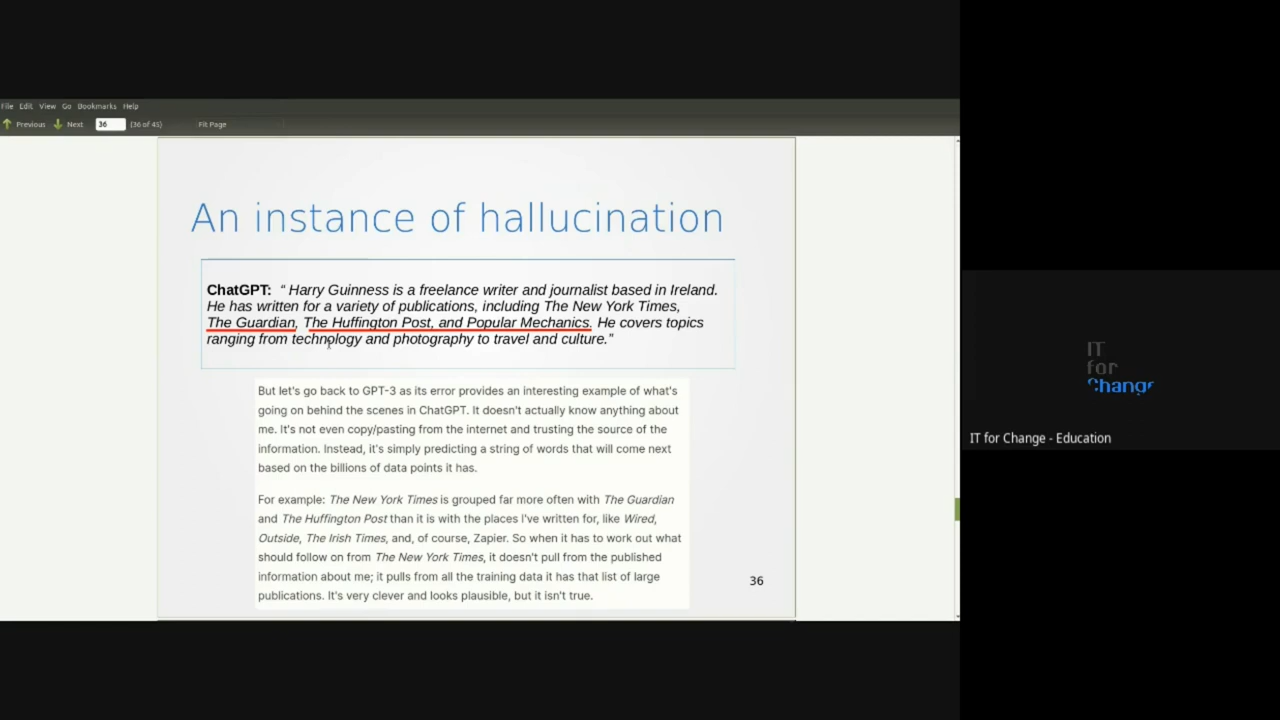 File Edit View Go Bookmarks Help
Previous Next 36 (36 of 45) Fit Page
An instance of hallucination
ChatGPT: “ Harry Guinness is a freelance writer and journalist based in Ireland.
He has written for a variety of publications, including The New York Times,
The Guardian, The Huffington Post, and Popular Mechanics. He covers topics
ranging from technology and photography to travel and culture.”
But let's go back to GPT-3 as its error provides an interesting example of what's
going on behind the scenes in ChatGPT. It doesn't actually know anything about
me. It's not even copy/pasting from the internet and trusting the source of the
information. Instead, it's simply predicting a string of words that will come next
based on the billions of data points it has.
For example: The New York Times is grouped far more often with The Guardian
and The Huffington Post than it is with the places I've written for, like Wired,
Outside, The Irish Times, and, of course, Zapier. So when it has to work out what
should follow on from The New York Times, it doesn't pull from the published
information about me; it pulls from all the training data it has that list of large
publications. It's very clever and looks plausible, but it isn't true.
36
IT
for
Change
IT for Change - Education